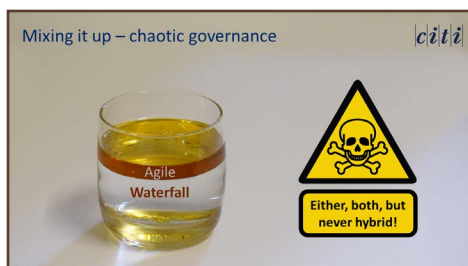 Mixing it up – chaotic governance
citi
Agile
Waterfall
Either, both, but
never hybrid!